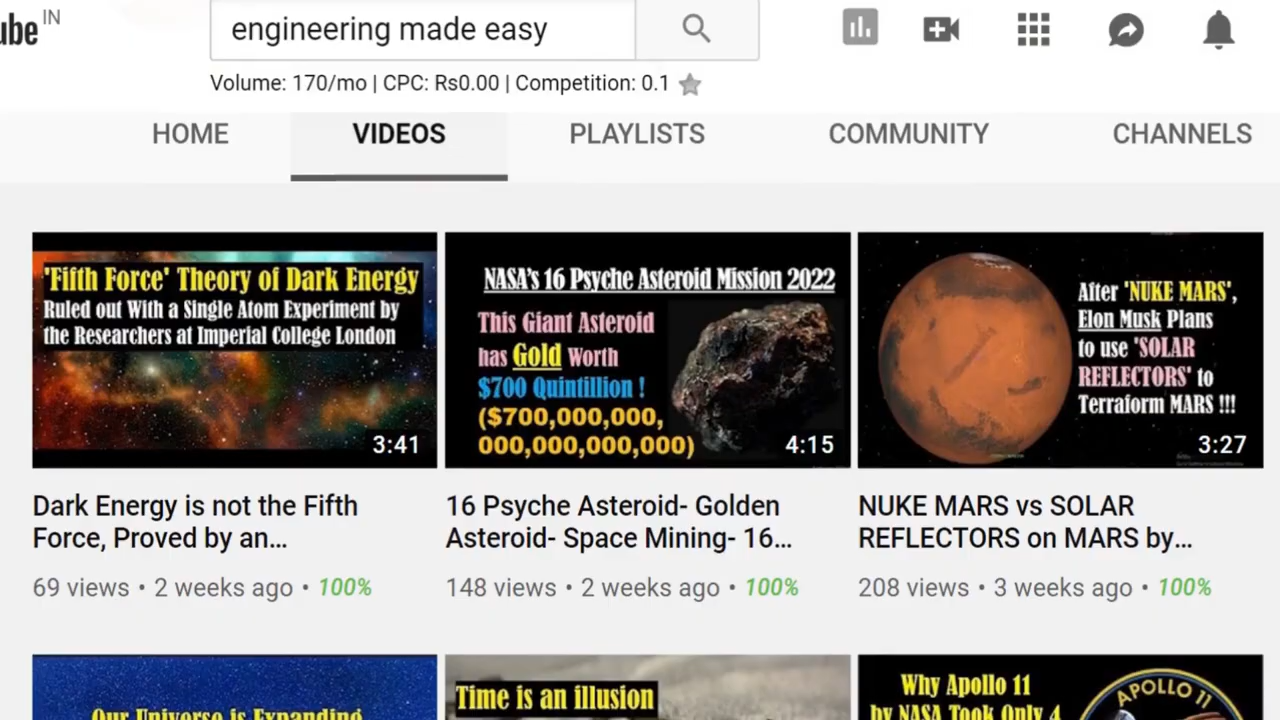 ube IN
engineering made easy
Volume: 170/mo | CPC: Rs0.00 | Competition: 0.1
HOME
VIDEOS
PLAYLISTS
COMMUNITY
CHANNELS
'Fifth Force' Theory of Dark Energy
Ruled out With a Single Atom Experiment by
the Researchers at Imperial College London
3:41
NASA's 16 Psyche Asteroid Mission 2022
This Giant Asteroid
has Gold Worth
$700 Quintillion !
($700,000,000,
000,000,000,000)
4:15
After 'NUKE MARS',
Elon Musk Plans
to use 'SOLAR
REFLECTORS' to
Terraform MARS !!!
3:27
Dark Energy is not the Fifth
Force, Proved by an...
69 views • 2 weeks ago • 100%
16 Psyche Asteroid- Golden
Asteroid- Space Mining- 16...
148 views • 2 weeks ago • 100%
NUKE MARS vs SOLAR
REFLECTORS on MARS by...
208 views • 3 weeks ago • 100%
Our Universe is Expanding
Time is an illusion
Why Apollo 11
by NASA Took Only 4
APOLLO 11